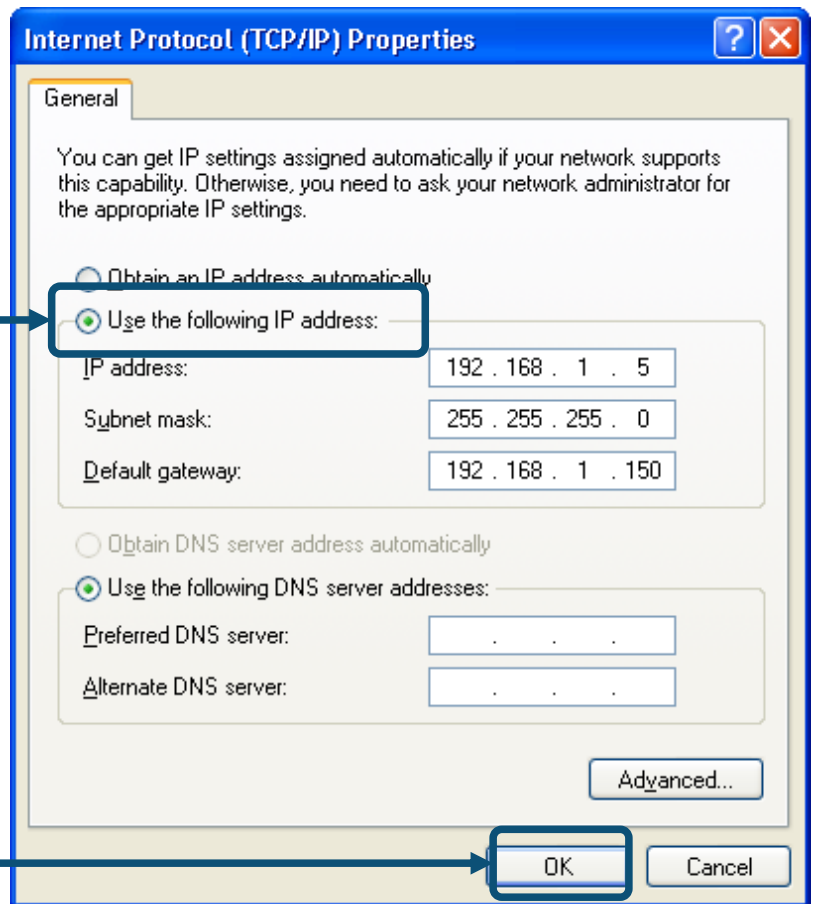 Internet Protocol (TCP/IP) Properties
General
You can get IP settings assigned automatically if your network supports
this capability. Otherwise, you need to ask your network administrator for
the appropriate IP settings.
Obtain an IP address automatically
Use the following IP address:
IP address: 192 . 168 . 1 . 5
Subnet mask: 255 . 255 . 255 . 0
Default gateway: 192 . 168 . 1 . 150
Obtain DNS server address automatically
Use the following DNS server addresses:
Preferred DNS server: . . .
Alternate DNS server: . . .
Advanced...
OK Cancel